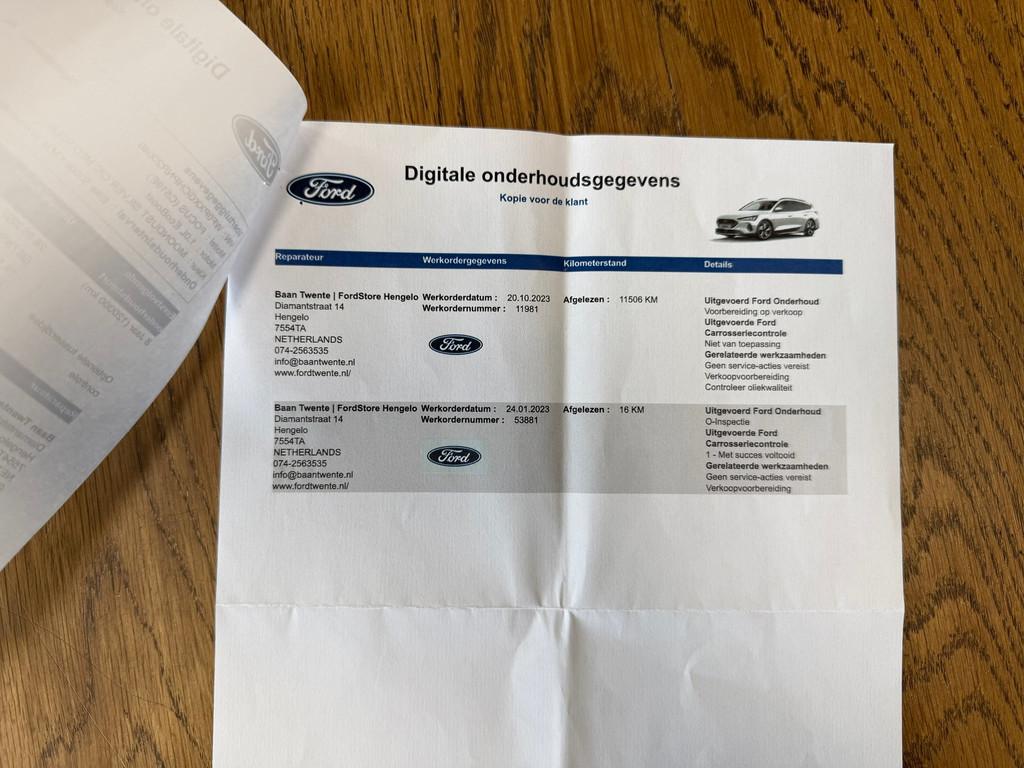 Ford
Digitale onderhoudsgegevens
Kopie voor de klant
Reparateur Werkordergegevens Kilometerstand Details
Baan Twente | FordStore Hengelo Werkorderdatum : 20.10.2023 Afgelezen : 11506 KM Uitgevoerd Ford Onderhoud
Diamantstraat 14 Werkordernummer : 11981 Voorbereiding op verkoop
Hengelo Uitgevoerde Ford
7554TA Carrosseriecontrole
NETHERLANDS Ford Niet van toepassing
074-2563535 Gerelateerde werkzaamheden
info@baantwente.nl Geen service-acties vereist
www.fordtwente.nl/ Verkoopvoorbereiding
Controleer oliekwaliteit
Baan Twente | FordStore Hengelo Werkorderdatum : 24.01.2023 Afgelezen : 16 KM Uitgevoerd Ford Onderhoud
Diamantstraat 14 Werkordernummer : 53881 O-Inspectie
Hengelo Uitgevoerde Ford
7554TA Carrosseriecontrole
NETHERLANDS Ford 1 - Met succes voltooid
074-2563535 Gerelateerde werkzaamheden
info@baantwente.nl Geen service-acties vereist
www.fordtwente.nl/ Verkoopvoorbereiding